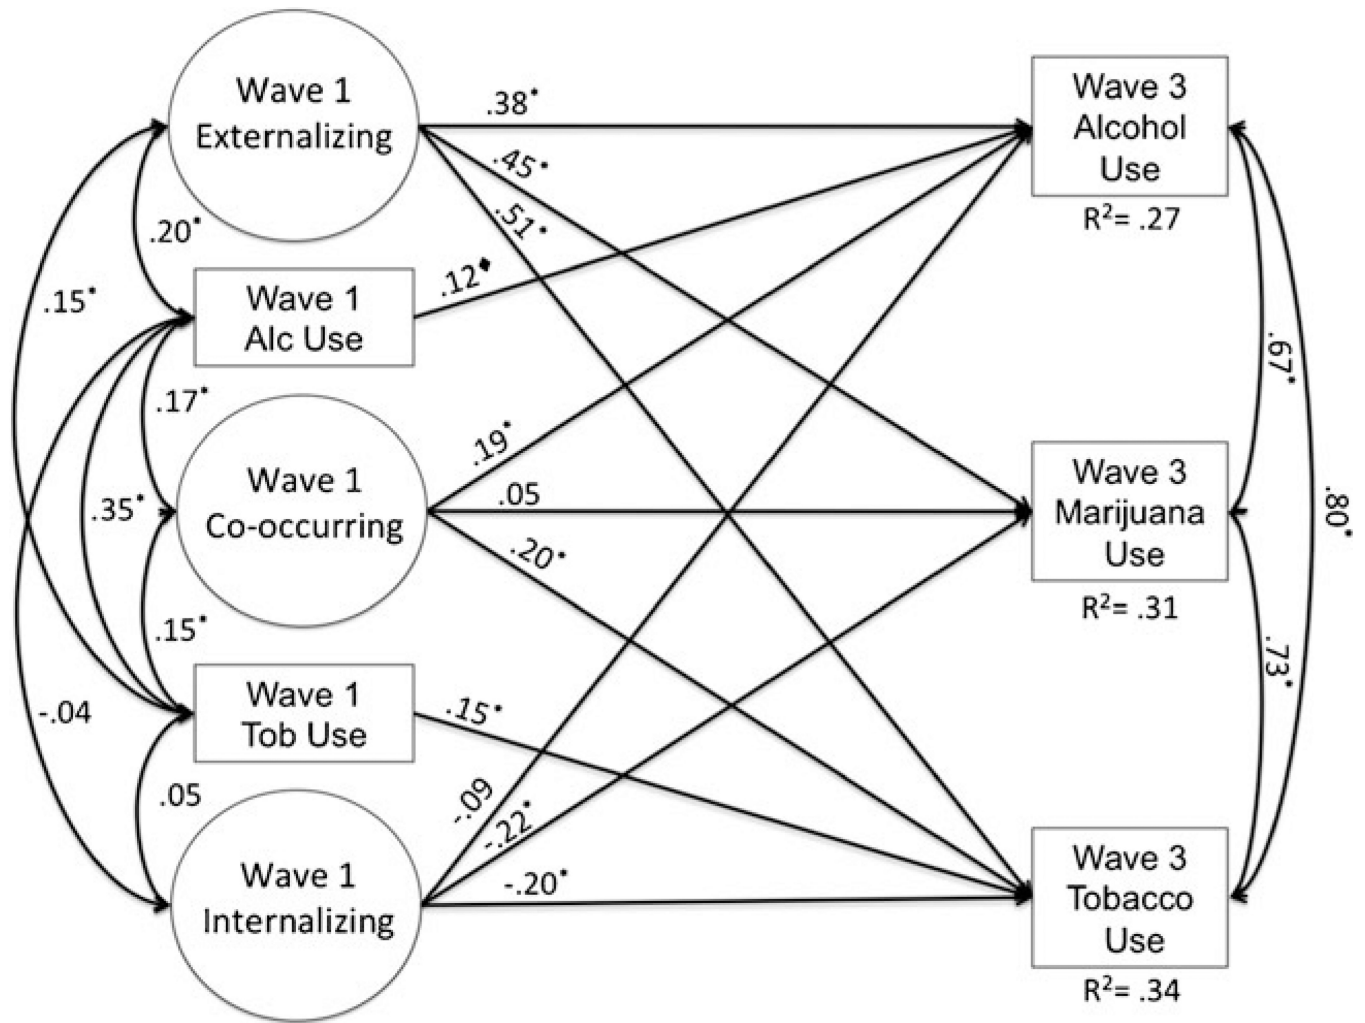 Wave 1
Externalizing
.38*
.45*
.51*
Wave 3
Alcohol
Use
R²= .27
.20*
.15*
Wave 1
Alc Use
.12♦
.67*
.17*
Wave 1
Co-occurring
.35*
.19*
.05
.20*
Wave 3
Marijuana
Use
R²= .31
.80*
.15*
.73*
Wave 1
Tob Use
.15*
-.04
.05
Wave 1
Internalizing
-.09
-.22*
-.20*
Wave 3
Tobacco
Use
R²= .34